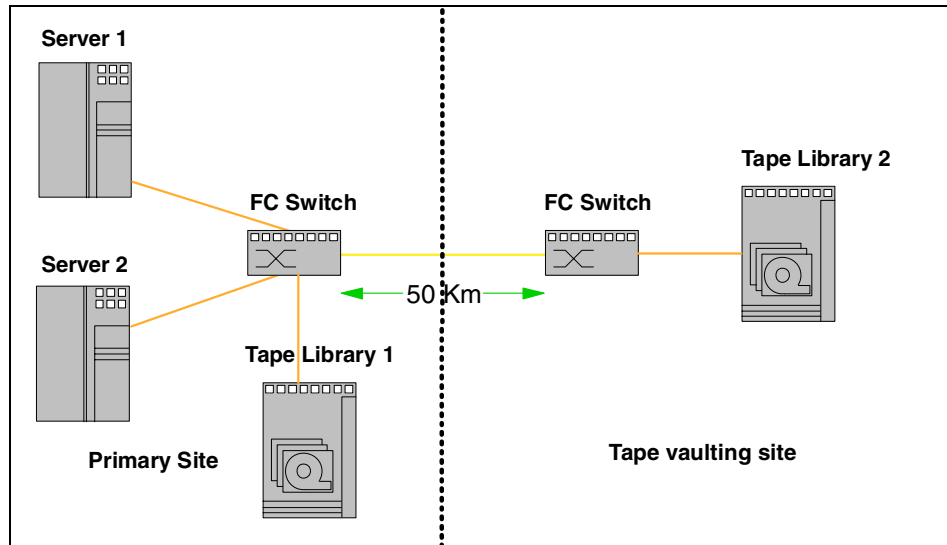 Server 1
Tape Library 2
FC Switch
FC Switch
Server 2
50 Km
Tape Library 1
Primary Site
Tape vaulting site